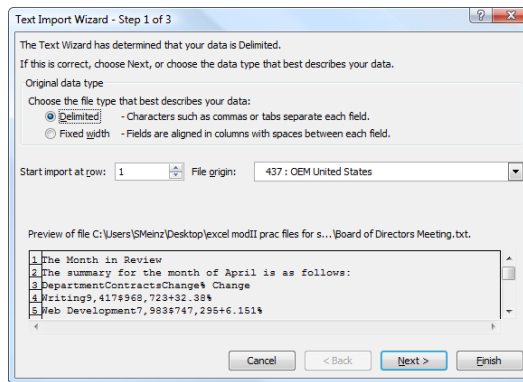 Text Import Wizard - Step 1 of 3
The Text Wizard has determined that your data is Delimited.
If this is correct, choose Next, or choose the data type that best describes your data.
Original data type
Choose the file type that best describes your data:
Delimited - Characters such as commas or tabs separate each field.
Fixed width - Fields are aligned in columns with spaces between each field.
Start import at row: 1 File origin: 437 : OEM United States
Preview of file C:\Users\SMeinz\Desktop\excel modII prac files for s...\Board of Directors Meeting.txt.
1 The Month in Review
2 The summary for the month of April is as follows:
3 DepartmentContractsChange% Change
4 Writing9,417$968,723+32.38%
5 Web Development7,983$747,295+6.151%
Cancel < Back Next > Finish